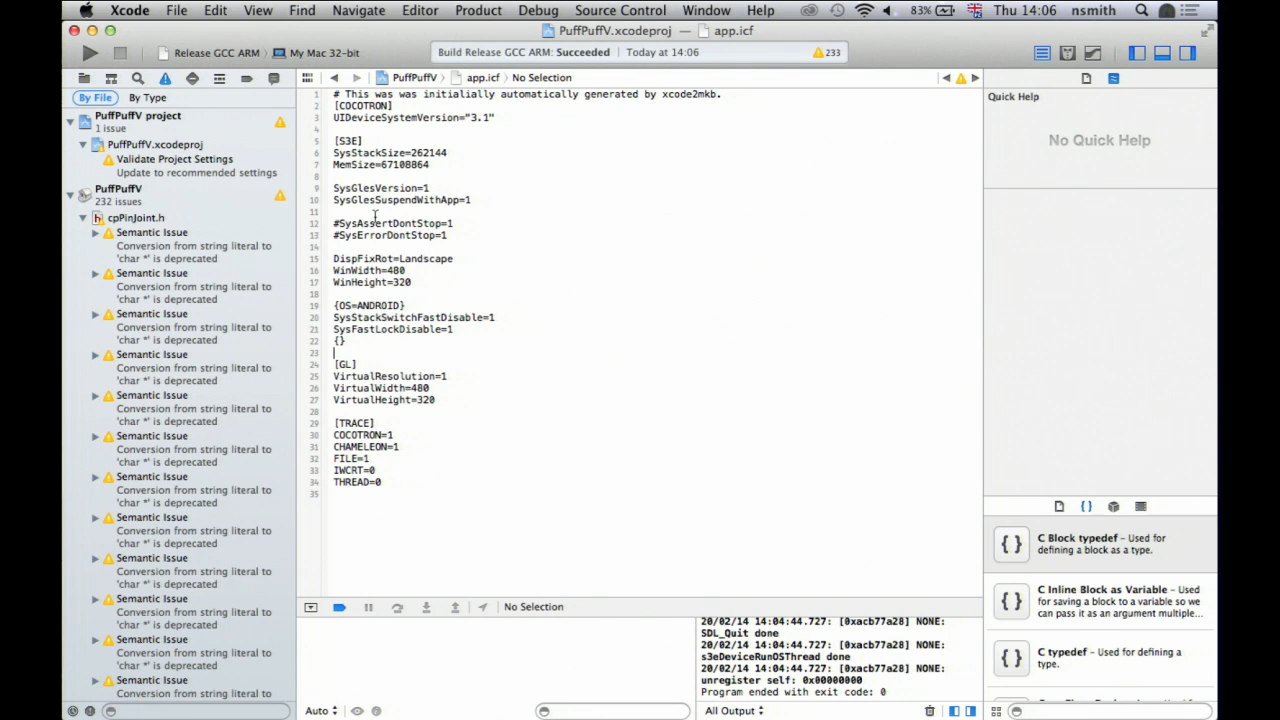 Xcode File Edit View Find Navigate Editor Product Debug Source Control Window Help 83% Thu 14:06 nsmith
PuffPuffV.xcodeproj — app.icf
Release GCC ARM My Mac 32-bit
Build Release GCC ARM: Succeeded Today at 14:06 233
PuffPuffV app.icf No Selection
By File By Type
PuffPuffV project
1 issue
PuffPuffV.xcodeproj
Validate Project Settings
Update to recommended settings
PuffPuffV
232 issues
cpPinJoint.h
Semantic Issue
Conversion from string literal to
'char *' is deprecated
Semantic Issue
Conversion from string literal to
'char *' is deprecated
Semantic Issue
Conversion from string literal to
'char *' is deprecated
Semantic Issue
Conversion from string literal to
'char *' is deprecated
Semantic Issue
Conversion from string literal to
'char *' is deprecated
Semantic Issue
Conversion from string literal to
'char *' is deprecated
Semantic Issue
Conversion from string literal to
'char *' is deprecated
Semantic Issue
Conversion from string literal to
'char *' is deprecated
Semantic Issue
Conversion from string literal to
'char *' is deprecated
Semantic Issue
Conversion from string literal to
'char *' is deprecated
Semantic Issue
Conversion from string literal to
'char *' is deprecated
Semantic Issue
Conversion from string literal to
1 # This was was initialially automatically generated by xcode2mkb.
2 [COCOTRON]
3 UIDeviceSystemVersion="3.1"
4
5 [S3E]
6 SysStackSize=262144
7 MemSize=67108864
8
9 SysGlesVersion=1
10 SysGlesSuspendWithApp=1
11
12 #SysAssertDontStop=1
13 #SysErrorDontStop=1
14
15 DispFixRot=Landscape
16 WinWidth=480
17 WinHeight=320
18
19 {OS=ANDROID}
20 SysStackSwitchFastDisable=1
21 SysFastLockDisable=1
22 {}
23
24 [GL]
25 VirtualResolution=1
26 VirtualWidth=480
27 VirtualHeight=320
28
29 [TRACE]
30 COCOTRON=1
31 CHAMELEON=1
32 FILE=1
33 IWCRT=0
34 THREAD=0
35
No Selection
20/02/14 14:04:44.727: [0xacb77a28] NONE:
SDL_Quit done
20/02/14 14:04:44.727: [0xacb77a28] NONE:
s3eDeviceRunOSThread done
20/02/14 14:04:44.727: [0xacb77a28] NONE:
unregister self: 0x00000000
Program ended with exit code: 0
Auto
All Output
Quick Help
No Quick Help
{ } C Block typedef – Used for
defining a block as a type.
{ } C Inline Block as Variable – Used
for saving a block to a variable so we
can pass it as an argument multiple...
{ } C typedef – Used for defining a
type.